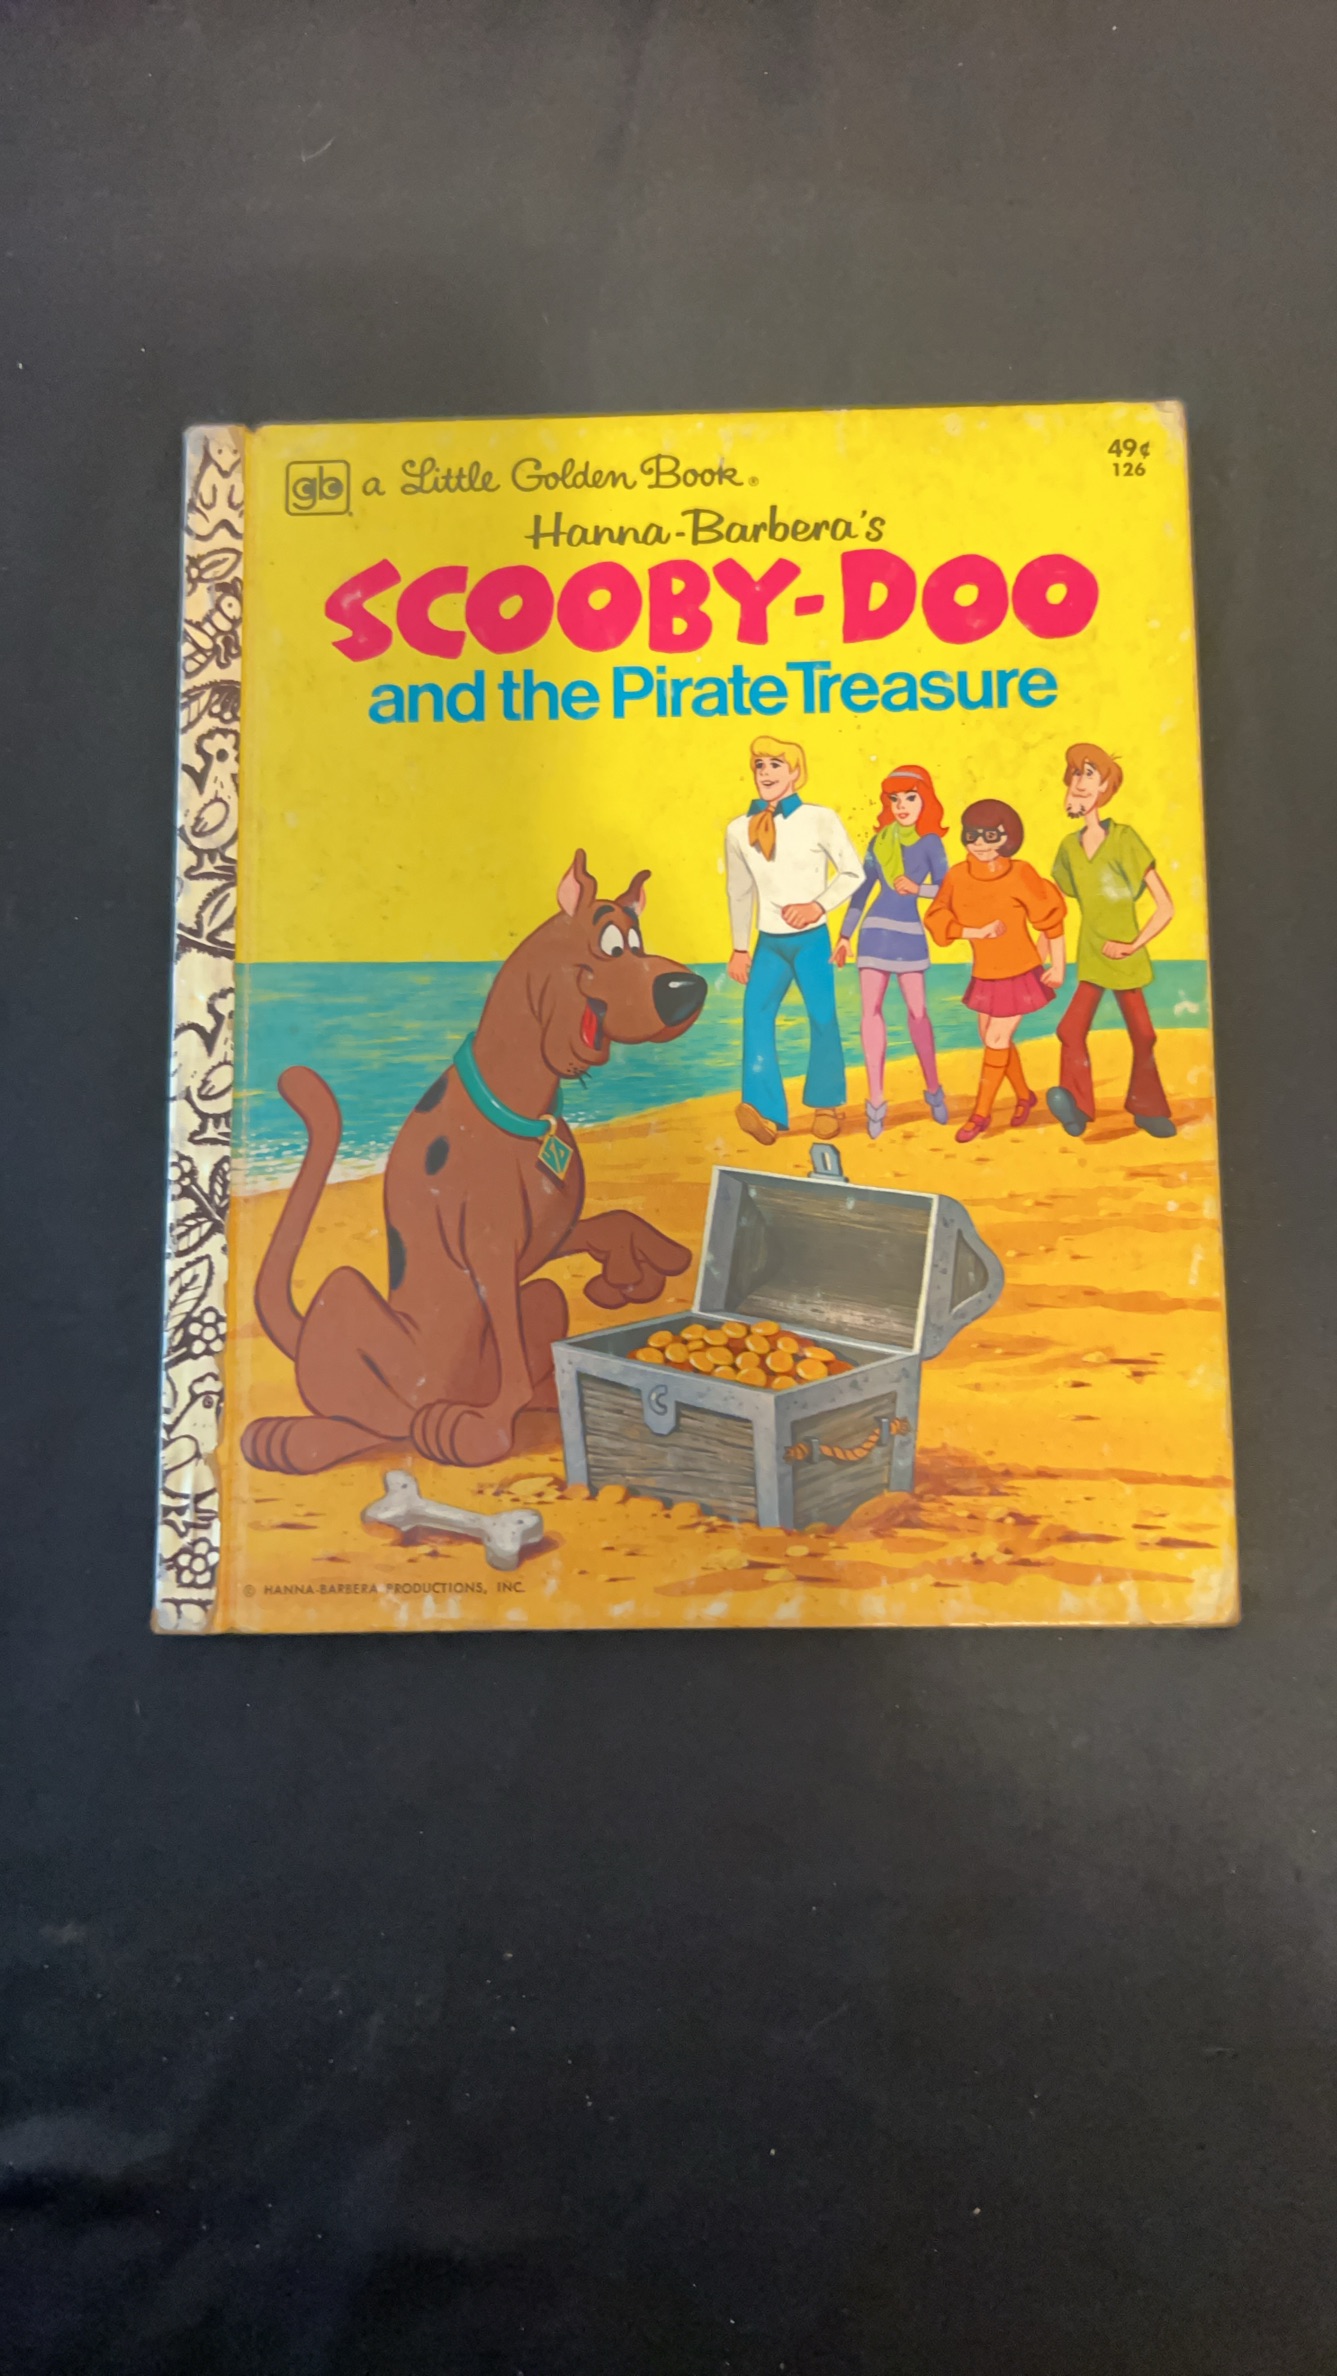 gb a Little Golden Book®
49¢
126
Hanna-Barbera's
SCOOBY-DOO
and the Pirate Treasure
© HANNA-BARBERA PRODUCTIONS, INC.